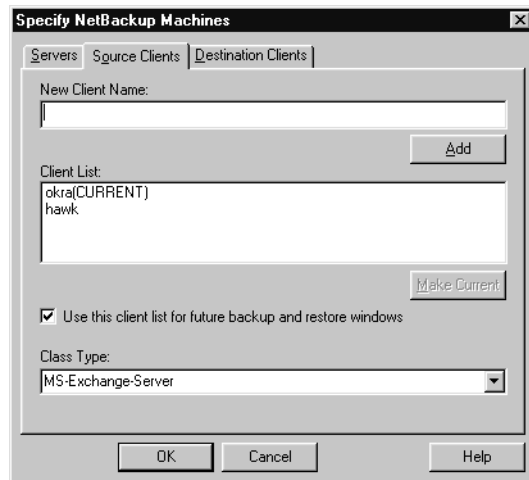 Specify NetBackup Machines
Servers Source Clients Destination Clients
New Client Name:
Add
Client List:
okra(CURRENT)
hawk
Make Current
Use this client list for future backup and restore windows
Class Type:
MS-Exchange-Server
OK Cancel Help